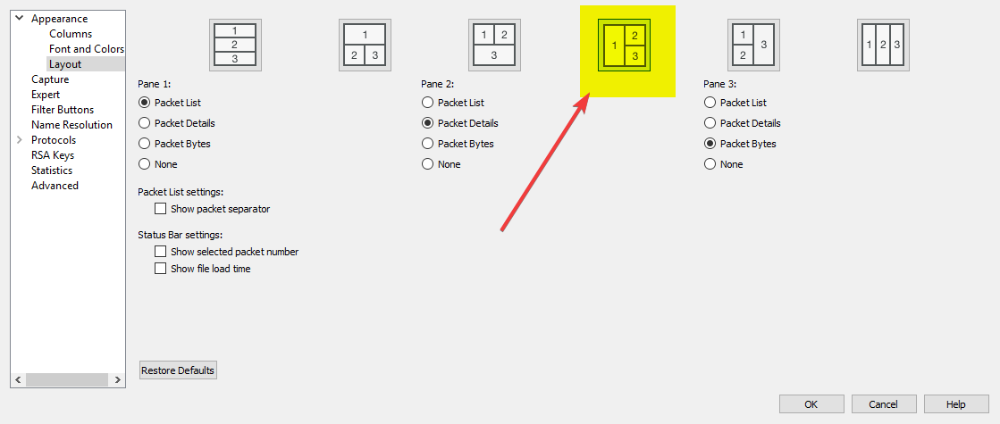 Appearance
Columns
Font and Colors
Layout
Capture
Expert
Filter Buttons
Name Resolution
Protocols
RSA Keys
Statistics
Advanced
1
2
3
1
2 3
1 2
3
1 2
3
1 3
2
1 2 3
Pane 1:
Packet List
Packet Details
Packet Bytes
None
Pane 2:
Packet List
Packet Details
Packet Bytes
None
Pane 3:
Packet List
Packet Details
Packet Bytes
None
Packet List settings:
Show packet separator
Status Bar settings:
Show selected packet number
Show file load time
Restore Defaults
OK Cancel Help